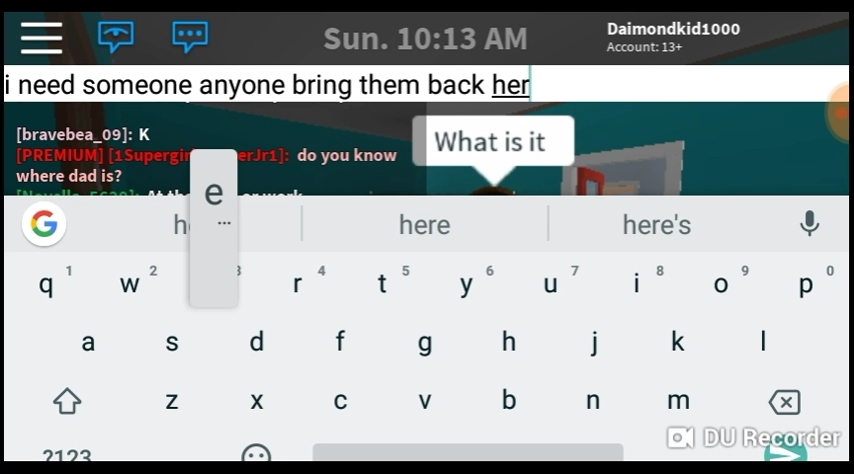 Sun. 10:13 AM
Daimondkid1000
Account: 13+
i need someone anyone bring them back her
[bravebea_09]: K
What is it
[PREMIUM] do you know
where dad is?
here
here's
q 1 w 2 e r 4 t 5 y 6 u 7 i 8 o 9 p 0
...
a s d f g h j k l
z x c v b n m
DU Recorder
?123